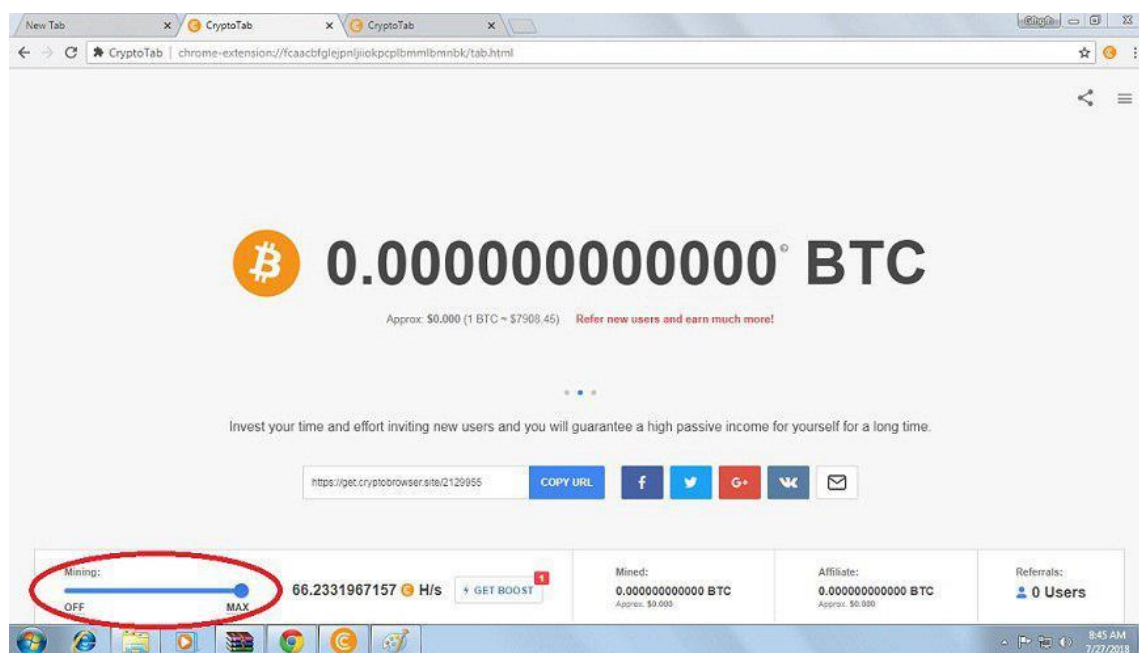 New Tab
CryptoTab
CryptoTab
CryptoTab
chrome-extension://fcaacbfglejpnljiiokpcplbmmlbmnbk/tab.html
0.000000000000 BTC
Approx: $0.000 (1 BTC ~ $7908.45) Refer new users and earn much more!
Invest your time and effort inviting new users and you will guarantee a high passive income for yourself for a long time.
https://get.cryptobrowser.site/2129955
COPY URL
f
G+
Mining:
OFF
MAX
66.2331967157 H/s
GET BOOST
1
Mined:
0.000000000000 BTC
Approx. $0.000
Affiliate:
0.000000000000 BTC
Approx. $0.000
Referrals:
0 Users
8:45 AM
7/27/2018